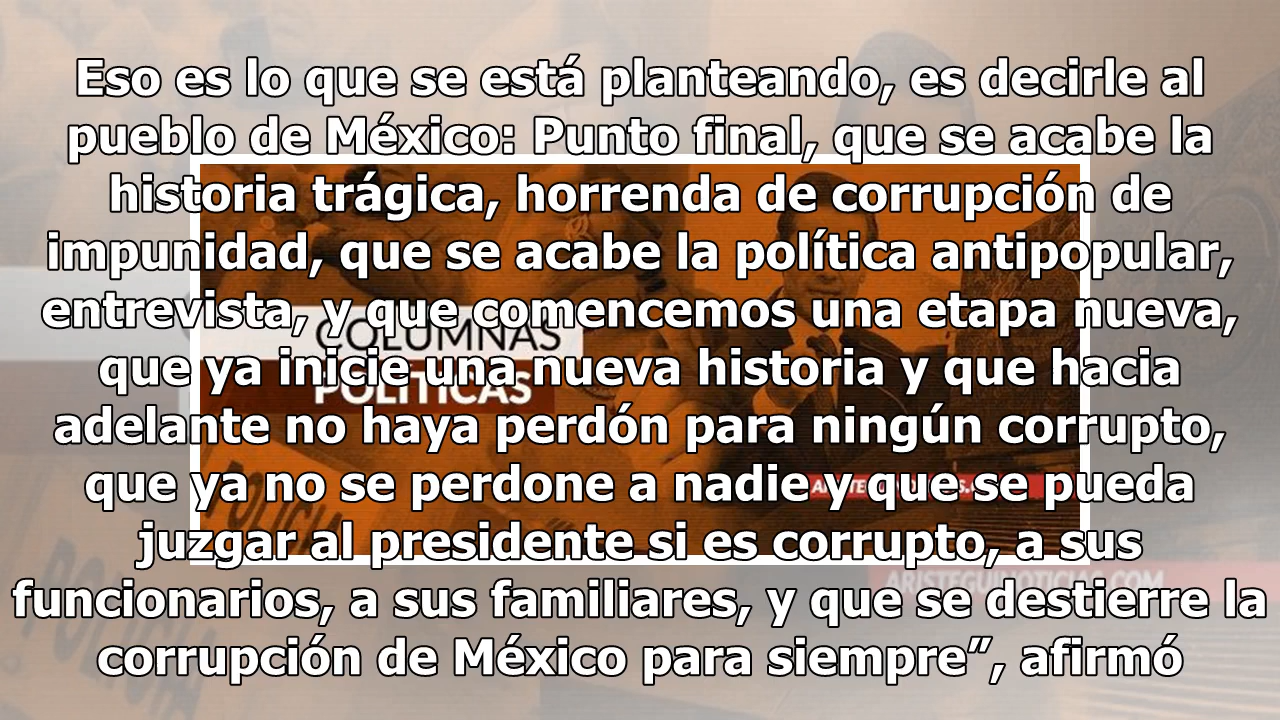 Eso es lo que se está planteando, es decirle al
pueblo de México: Punto final, que se acabe la
historia trágica, horrenda de corrupción de
impunidad, que se acabe la política antipopular,
entrevista, y que comencemos una etapa nueva,
COLUMNAS
que ya inicie una nueva historia y que hacia
POLÍTICAS
adelante no haya perdón para ningún corrupto,
que ya no se perdone a nadie y que se pueda
POLICIA
juzgar al presidente si es corrupto, a sus
ARISTEGUINOTICIAS.COM
funcionarios, a sus familiares, y que se destierre la
POLICIA
corrupción de México para siempre”, afirmó